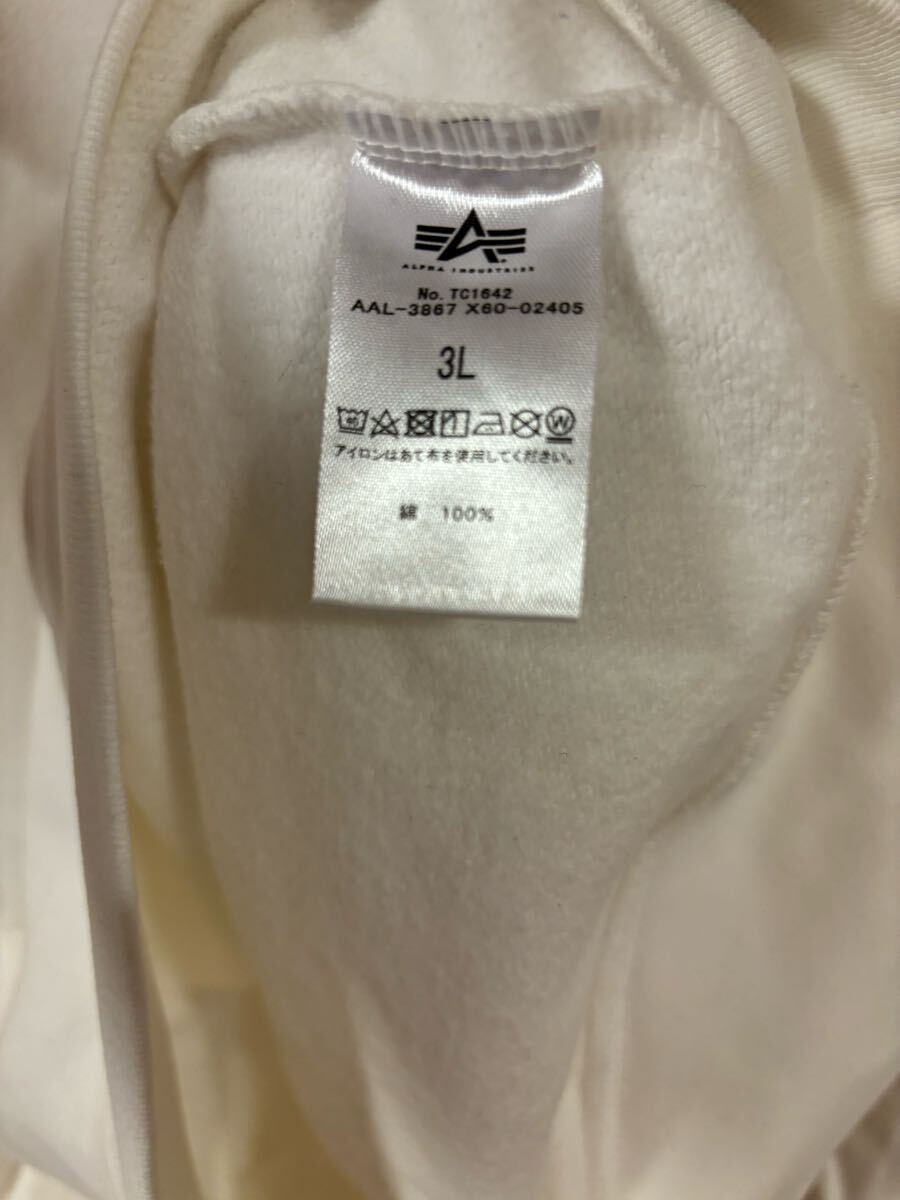 ALPHA INDUSTRIES
No. TC1642
AAL-3867 X60-02405
3L
40 W
アイロンはあて布を使用してください。
綿 100%